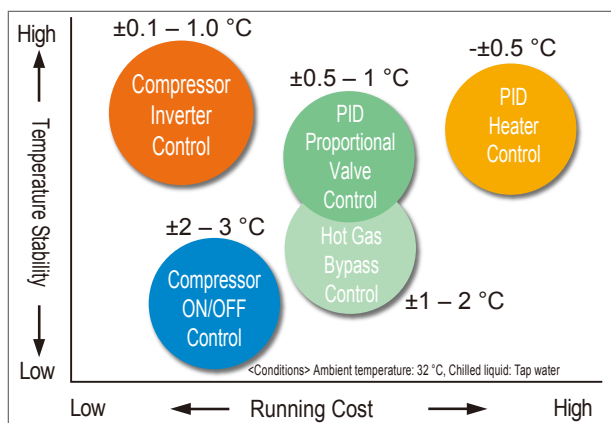 High
±0.1 – 1.0 °C
-±0.5 °C
±0.5 – 1 °C
Compressor
Inverter
Control
PID
Proportional
Valve
Control
PID
Heater
Control
Temperature Stability
±2 – 3 °C
Hot Gas
Bypass
Control
Compressor
ON/OFF
Control
±1 – 2 °C
Low
<Conditions> Ambient temperature: 32 °C, Chilled liquid: Tap water
Low
Running Cost
High